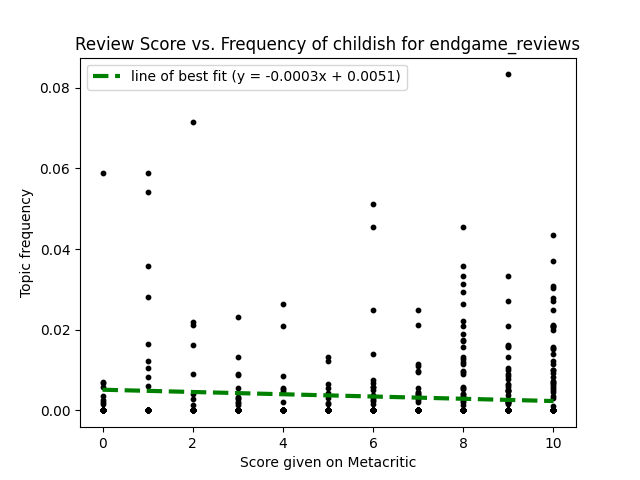 Review Score vs. Frequency of childish for endgame_reviews
line of best fit (y = -0.0003x + 0.0051)
Topic frequency
0.08
0.06
0.04
0.02
0.00
0 2 4 6 8 10
Score given on Metacritic